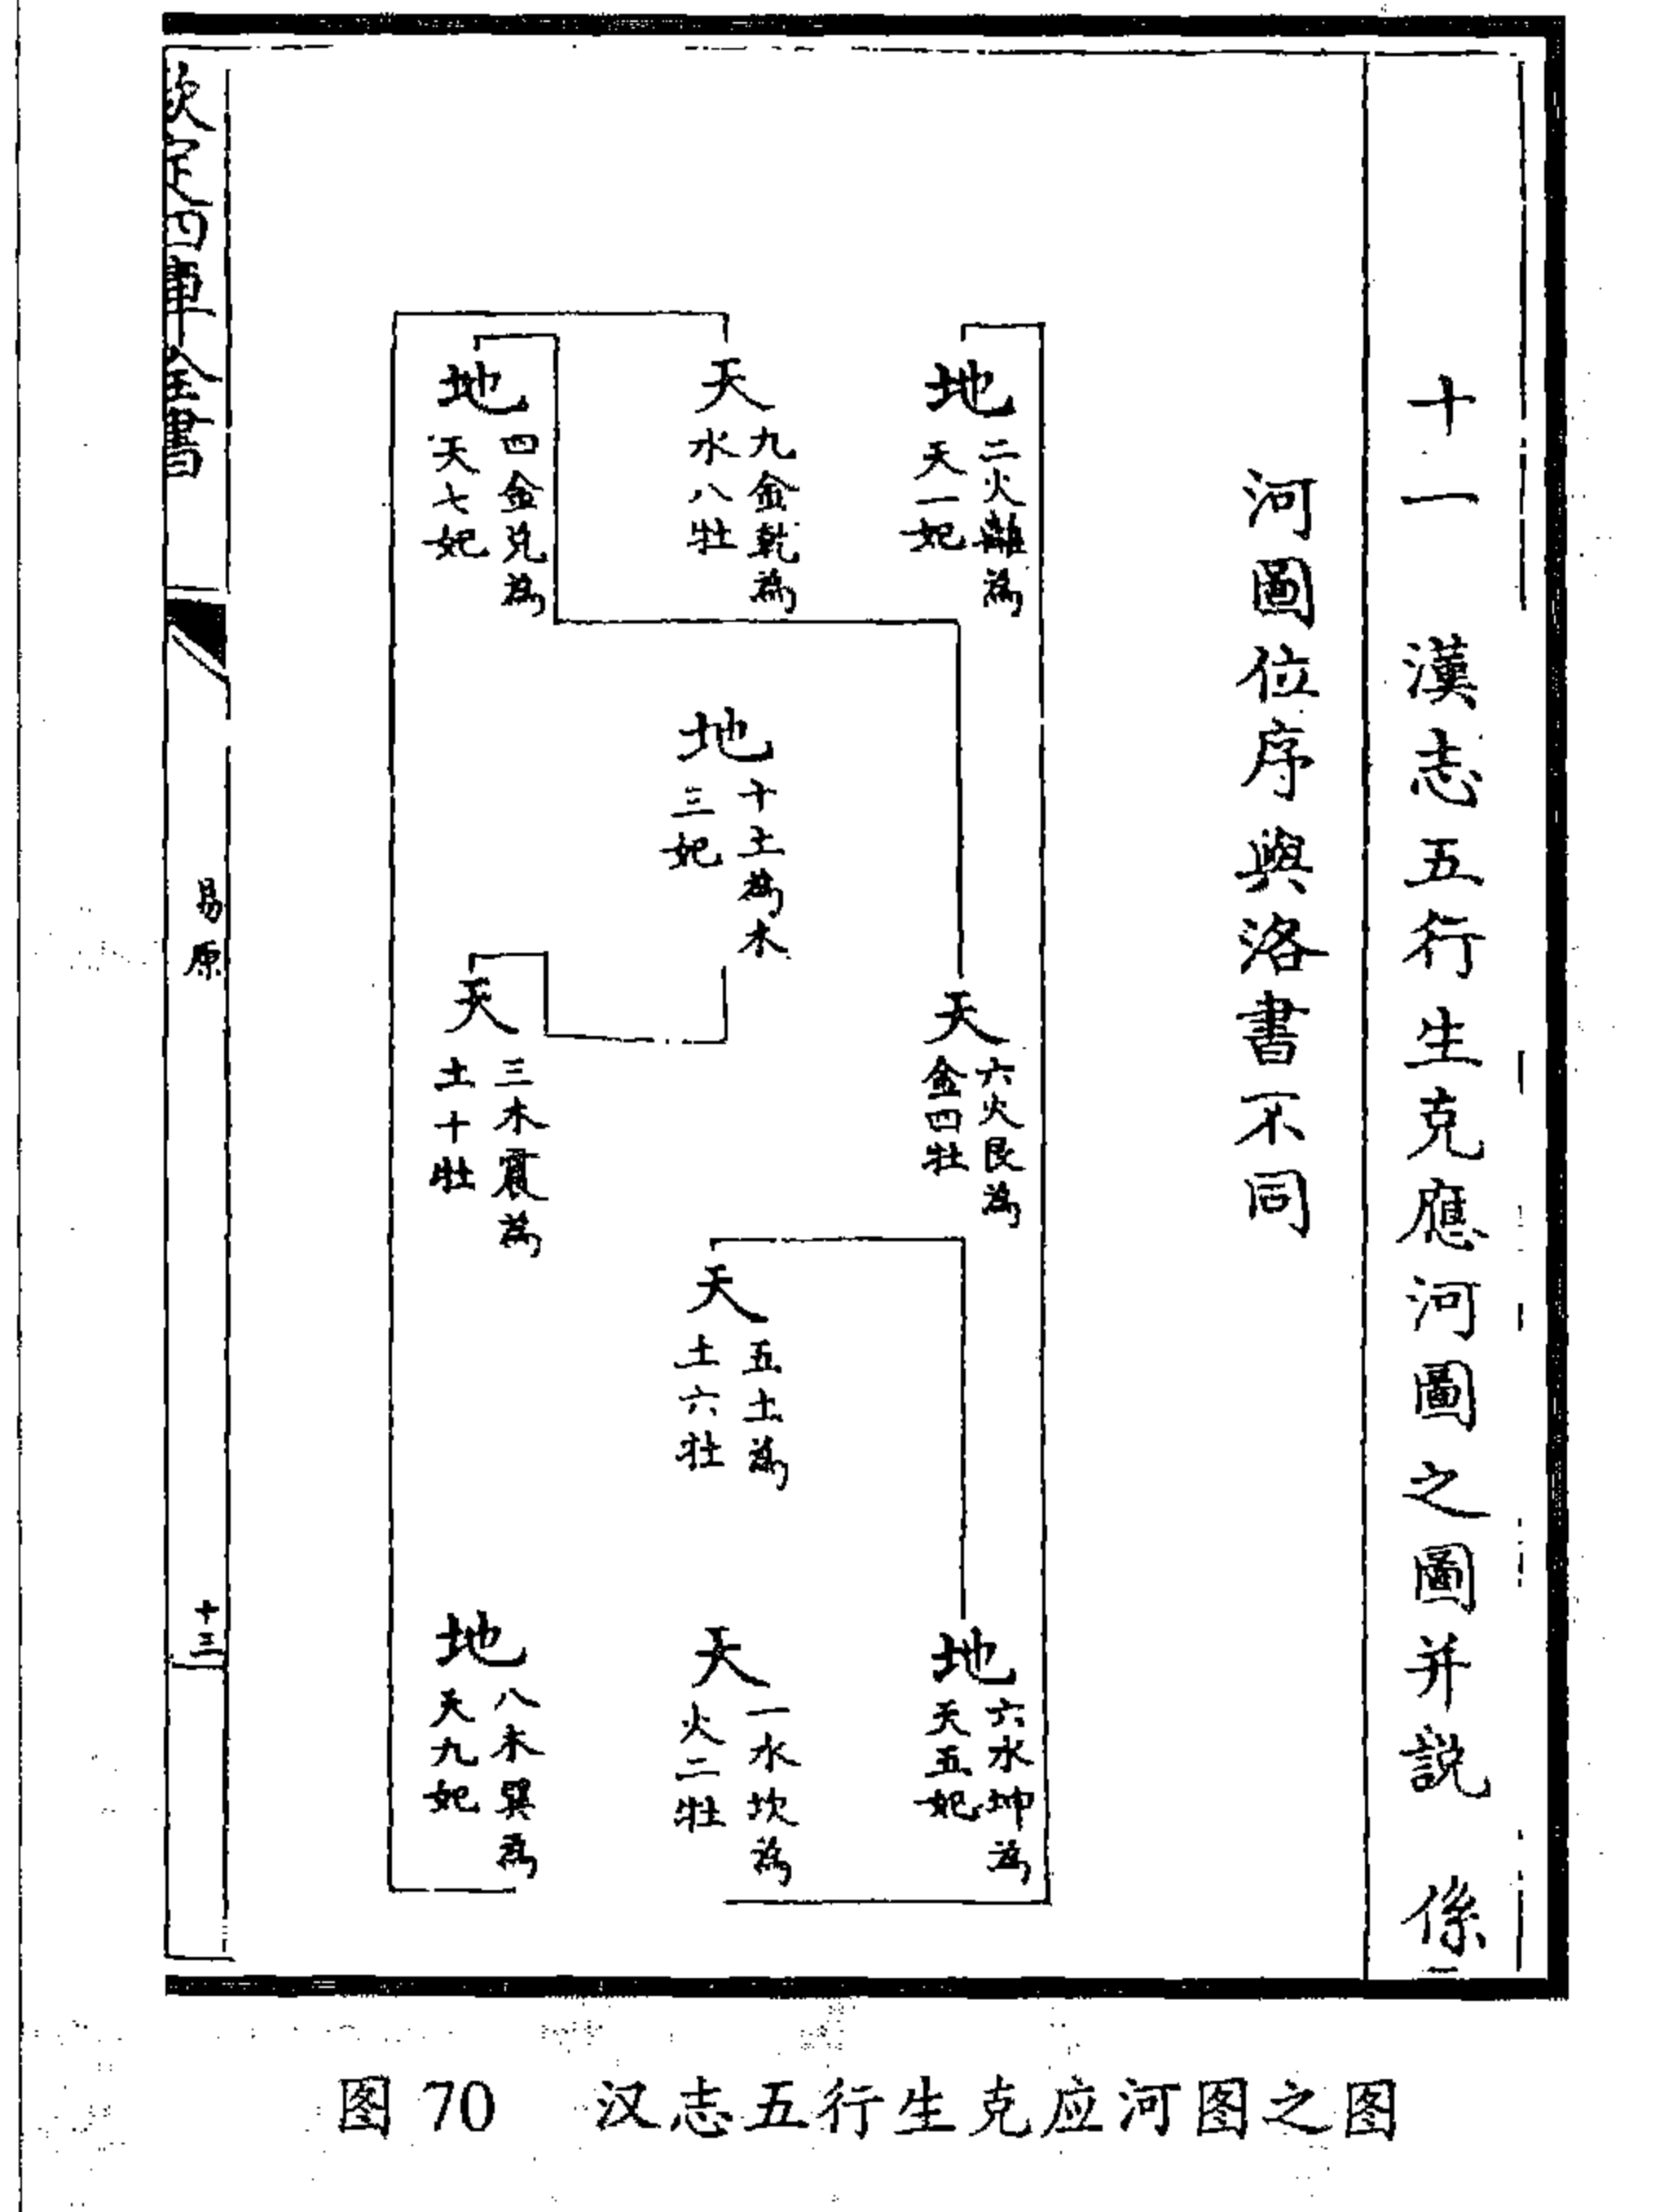 十一 漢志五行生克應河圖之圖并説 係
河圖位序與洛書不同
地 二火離為
天一妃
天 九金乾為
水八牡
地 四金兑為
天七妃
地 十土為木
三妃
天 六火艮為
金四牡
天 三木震為
土十牡
天 五土為
土六牡
地 六水坤為
天五妃
天 一水坎為
火二牡
地 八木巽為
天九妃
欽定四庫全書
易原
十三
图 70 汉志五行生克应河图之图